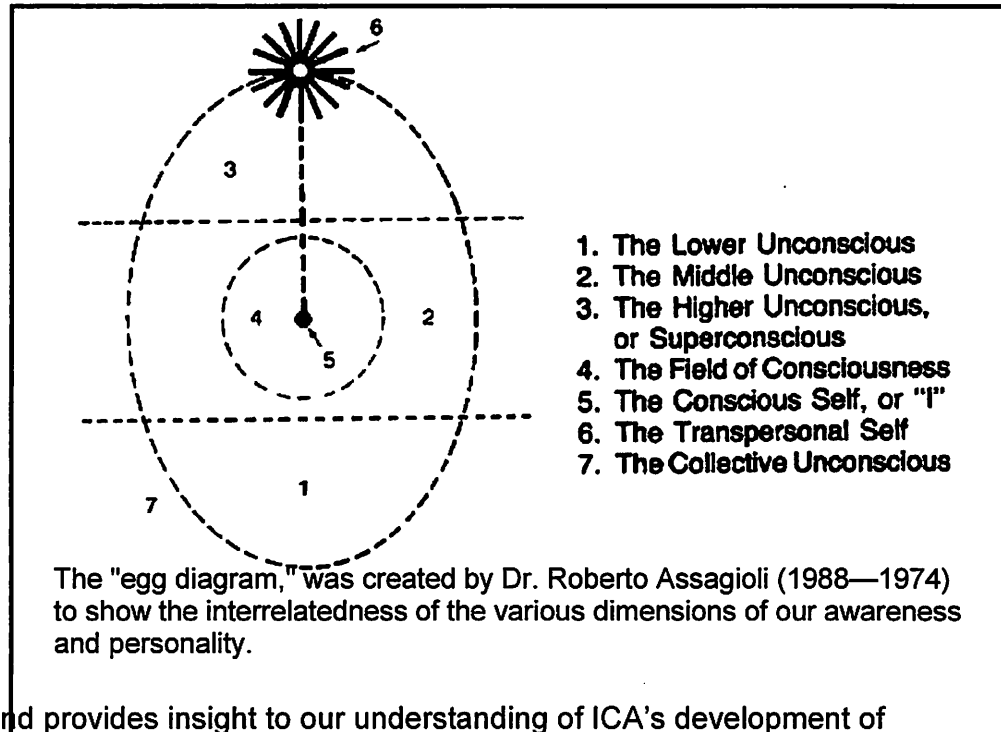 6
3
4
2
5
1
7
1. The Lower Unconscious
2. The Middle Unconscious
3. The Higher Unconscious,
or Superconscious
4. The Field of Consciousness
5. The Conscious Self, or "I"
6. The Transpersonal Self
7. The Collective Unconscious
The "egg diagram," was created by Dr. Roberto Assagioli (1988—1974)
to show the interrelatedness of the various dimensions of our awareness
and personality.
nd provides insight to our understanding of ICA's development of